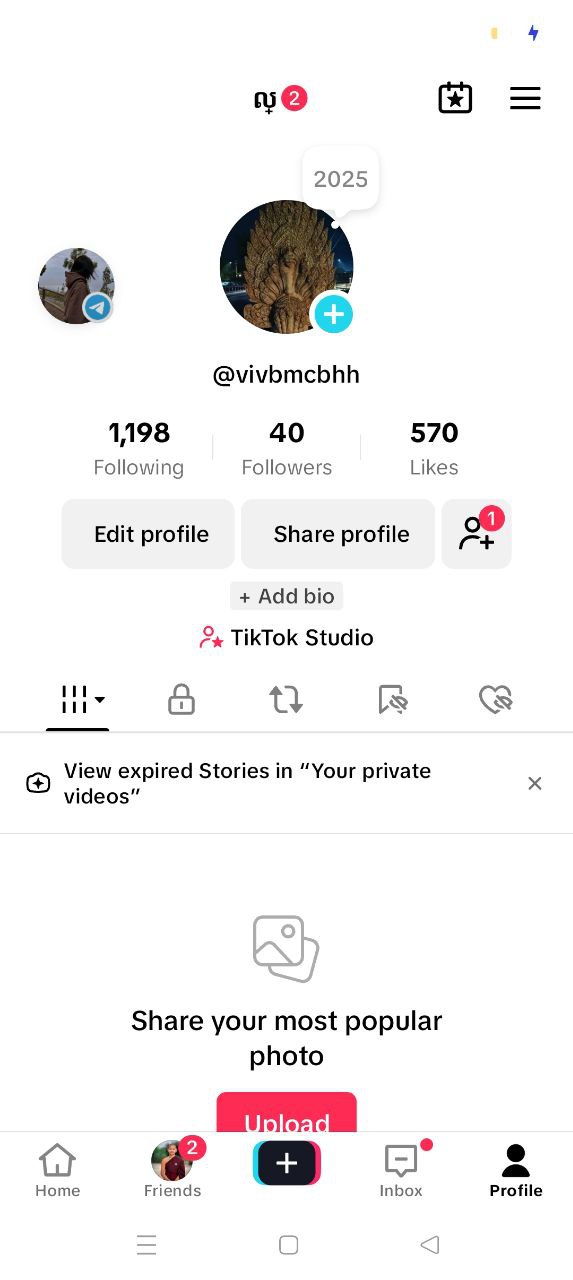 ល្ 2
2025
@vivbmcbhh
1,198 40 570
Following Followers Likes
Edit profile Share profile 1
+ Add bio
TikTok Studio
View expired Stories in “Your private
videos”
Share your most popular
photo
Upload
2
Home Friends Inbox Profile